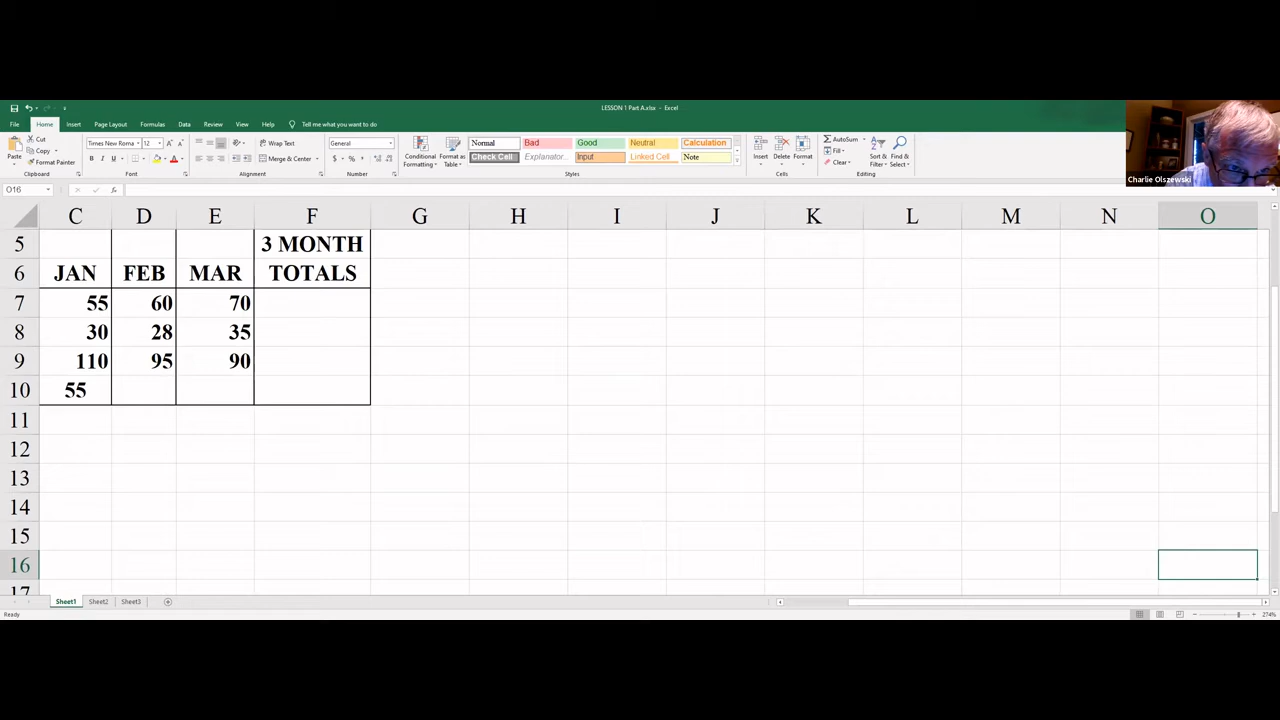 LESSON 1 Part A.xlsx - Excel
File Home Insert Page Layout Formulas Data Review View Help Tell me what you want to do
Paste Cut Copy Format Painter Clipboard
Times New Roma 12 A A B I U A Font
Wrap Text Merge & Center Alignment
General $ % , Number
Conditional Formatting Format as Table
Normal Bad Good Neutral Calculation
Check Cell Explanator... Input Linked Cell Note
Styles
Insert Delete Format Cells
AutoSum Fill Clear Sort & Filter Find & Select Editing
Charlie Olszewski
O16 fx
C D E F G H I J K L M N O
5 3 MONTH
6 JAN FEB MAR TOTALS
7 55 60 70
8 30 28 35
9 110 95 90
10 55
11
12
13
14
15
16
17
Sheet1 Sheet2 Sheet3
Ready 274%